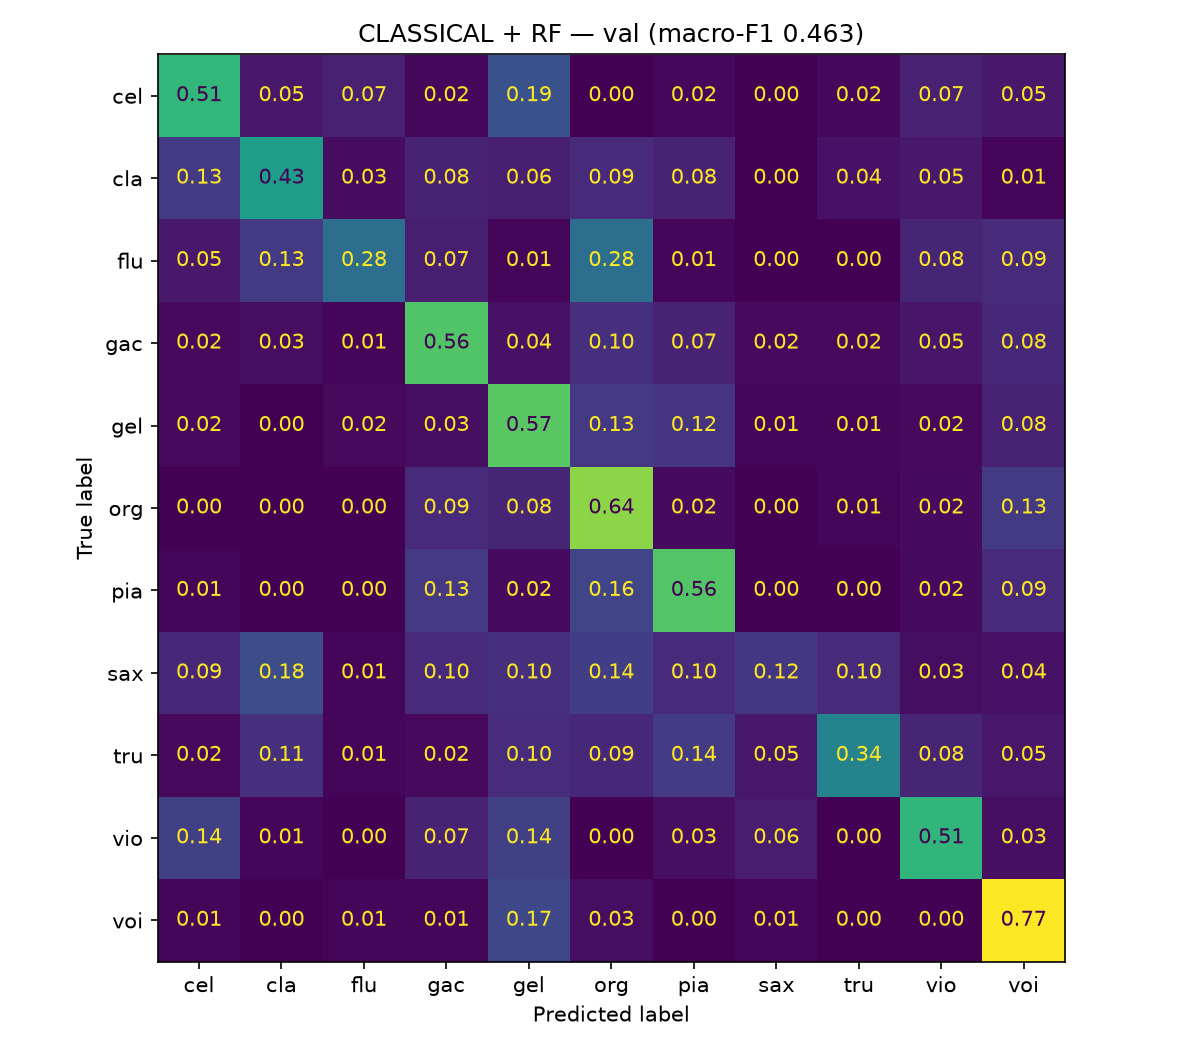 CLASSICAL + RF — val (macro-F1 0.463)
cel 0.51 0.05 0.07 0.02 0.19 0.00 0.02 0.00 0.02 0.07 0.05
cla 0.13 0.43 0.03 0.08 0.06 0.09 0.08 0.00 0.04 0.05 0.01
flu 0.05 0.13 0.28 0.07 0.01 0.28 0.01 0.00 0.00 0.08 0.09
gac 0.02 0.03 0.01 0.56 0.04 0.10 0.07 0.02 0.02 0.05 0.08
gel 0.02 0.00 0.02 0.03 0.57 0.13 0.12 0.01 0.01 0.02 0.08
org 0.00 0.00 0.00 0.09 0.08 0.64 0.02 0.00 0.01 0.02 0.13
pia 0.01 0.00 0.00 0.13 0.02 0.16 0.56 0.00 0.00 0.02 0.09
sax 0.09 0.18 0.01 0.10 0.10 0.14 0.10 0.12 0.10 0.03 0.04
tru 0.02 0.11 0.01 0.02 0.10 0.09 0.14 0.05 0.34 0.08 0.05
vio 0.14 0.01 0.00 0.07 0.14 0.00 0.03 0.06 0.00 0.51 0.03
voi 0.01 0.00 0.01 0.01 0.17 0.03 0.00 0.01 0.00 0.00 0.77
cel cla flu gac gel org pia sax tru vio voi
Predicted label
True label